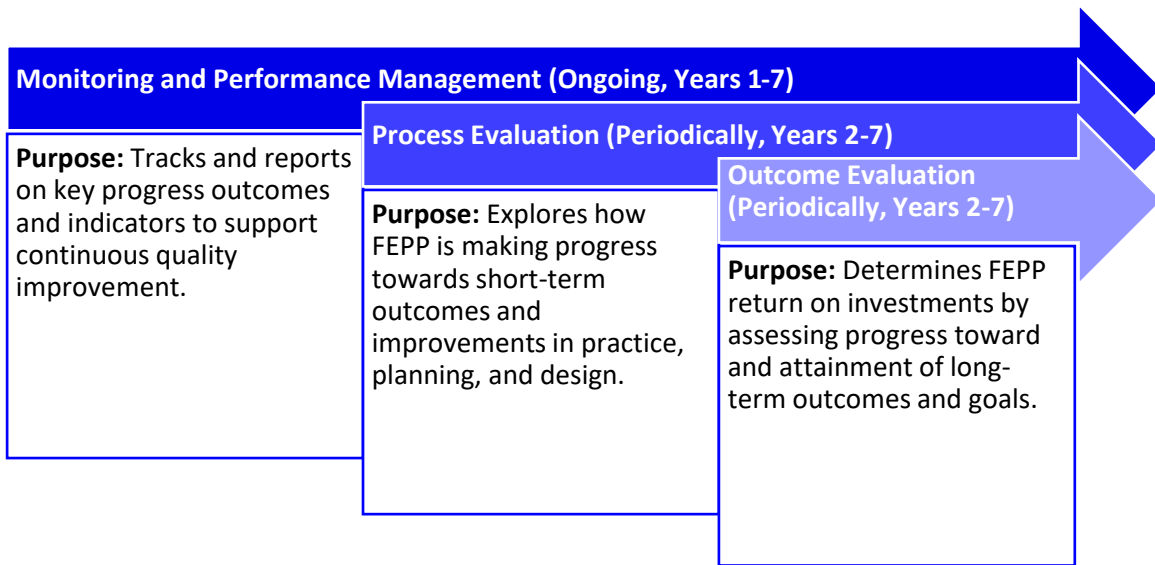 Monitoring and Performance Management (Ongoing, Years 1-7)
Purpose: Tracks and reports
on key progress outcomes
and indicators to support
continuous quality
improvement.
Process Evaluation (Periodically, Years 2-7)
Purpose: Explores how
FEPP is making progress
towards short-term
outcomes and
improvements in practice,
planning, and design.
Outcome Evaluation
(Periodically, Years 2-7)
Purpose: Determines FEPP
return on investments by
assessing progress toward
and attainment of long-
term outcomes and goals.